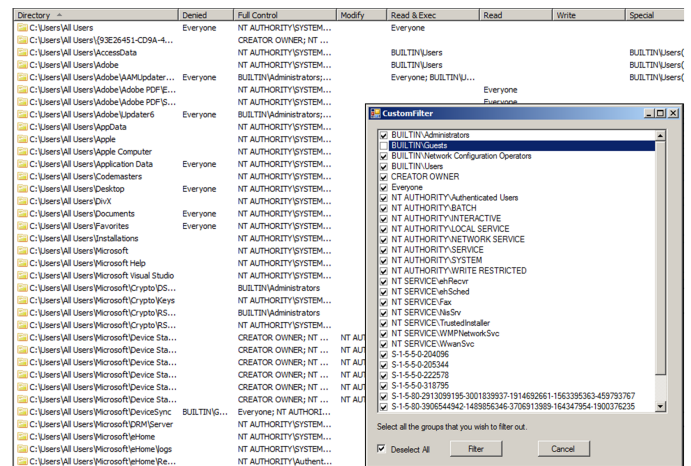 Directory Denied Full Control Modify Read & Exec Read Write Special
C:\Users\All Users Everyone NT AUTHORITY\SYSTEM... Everyone
C:\Users\All Users\{93E26451-CD9A-4... CREATOR OWNER; NT ...
C:\Users\All Users\AccessData Everyone NT AUTHORITY\SYSTEM... BUILTIN\Users BUILTIN\Users(
C:\Users\All Users\Adobe NT AUTHORITY\SYSTEM... BUILTIN\Users BUILTIN\Users(
C:\Users\All Users\Adobe\AAMUpdater... Everyone BUILTIN\Administrators;... Everyone; BUILTIN\U... BUILTIN\Users(
C:\Users\All Users\Adobe\Adobe PDF\E... NT AUTHORITY\SYSTEM... Everyone
C:\Users\All Users\Adobe\Adobe PDF\S... NT AUTHORITY\SYSTEM... Everyone
C:\Users\All Users\Adobe\Updater6 Everyone BUILTIN\Administrators;...
C:\Users\All Users\AppData NT AUTHORITY\SYSTEM...
C:\Users\All Users\Apple NT AUTHORITY\SYSTEM...
C:\Users\All Users\Apple Computer NT AUTHORITY\SYSTEM...
C:\Users\All Users\Application Data Everyone NT AUTHORITY\SYSTEM...
C:\Users\All Users\Codemasters NT AUTHORITY\SYSTEM...
C:\Users\All Users\Desktop Everyone NT AUTHORITY\SYSTEM...
C:\Users\All Users\DivX NT AUTHORITY\SYSTEM...
C:\Users\All Users\Documents Everyone NT AUTHORITY\SYSTEM...
C:\Users\All Users\Favorites Everyone NT AUTHORITY\SYSTEM...
C:\Users\All Users\Installations NT AUTHORITY\SYSTEM...
C:\Users\All Users\Microsoft NT AUTHORITY\SYSTEM...
C:\Users\All Users\Microsoft Help NT AUTHORITY\SYSTEM...
C:\Users\All Users\Microsoft Visual Studio NT AUTHORITY\SYSTEM...
C:\Users\All Users\Microsoft\Crypto\DS... BUILTIN\Administrators
C:\Users\All Users\Microsoft\Crypto\Keys NT AUTHORITY\SYSTEM...
C:\Users\All Users\Microsoft\Crypto\RS... BUILTIN\Administrators
C:\Users\All Users\Microsoft\Crypto\RS... NT AUTHORITY\SYSTEM...
C:\Users\All Users\Microsoft\Device Sta... CREATOR OWNER; NT ... NT AUT
C:\Users\All Users\Microsoft\Device Sta... CREATOR OWNER; NT ... NT AUT
C:\Users\All Users\Microsoft\Device Sta... CREATOR OWNER; NT ... NT AUT
C:\Users\All Users\Microsoft\Device Sta... CREATOR OWNER; NT ... NT AUT
C:\Users\All Users\Microsoft\Device Sta... CREATOR OWNER; NT ... NT AUT
C:\Users\All Users\Microsoft\DeviceSync BUILTIN\G... Everyone; NT AUTHORI...
C:\Users\All Users\Microsoft\DRM\Server NT AUTHORITY\SYSTEM...
C:\Users\All Users\Microsoft\eHome NT AUTHORITY\SYSTEM...
C:\Users\All Users\Microsoft\eHome\logs NT AUTHORITY\SYSTEM...
C:\Users\All Users\Microsoft\eHome\Re... NT AUTHORITY\Authent...
CustomFilter
BUILTIN\Administrators
BUILTIN\Guests
BUILTIN\Network Configuration Operators
BUILTIN\Users
CREATOR OWNER
Everyone
NT AUTHORITY\Authenticated Users
NT AUTHORITY\BATCH
NT AUTHORITY\INTERACTIVE
NT AUTHORITY\LOCAL SERVICE
NT AUTHORITY\NETWORK SERVICE
NT AUTHORITY\SERVICE
NT AUTHORITY\SYSTEM
NT AUTHORITY\WRITE RESTRICTED
NT SERVICE\ehRecvr
NT SERVICE\ehSched
NT SERVICE\Fax
NT SERVICE\NisSrv
NT SERVICE\TrustedInstaller
NT SERVICE\WMPNetworkSvc
NT SERVICE\WwanSvc
S-1-5-5-0-204096
S-1-5-5-0-205344
S-1-5-5-0-222578
S-1-5-5-0-318795
S-1-5-80-2913099195-3001839937-1914692661-1563395363-459793767
S-1-5-80-3906544942-1489856346-3706913989-164347954-1900376235
Select all the groups that you wish to filter out.
Deselect All Filter Cancel